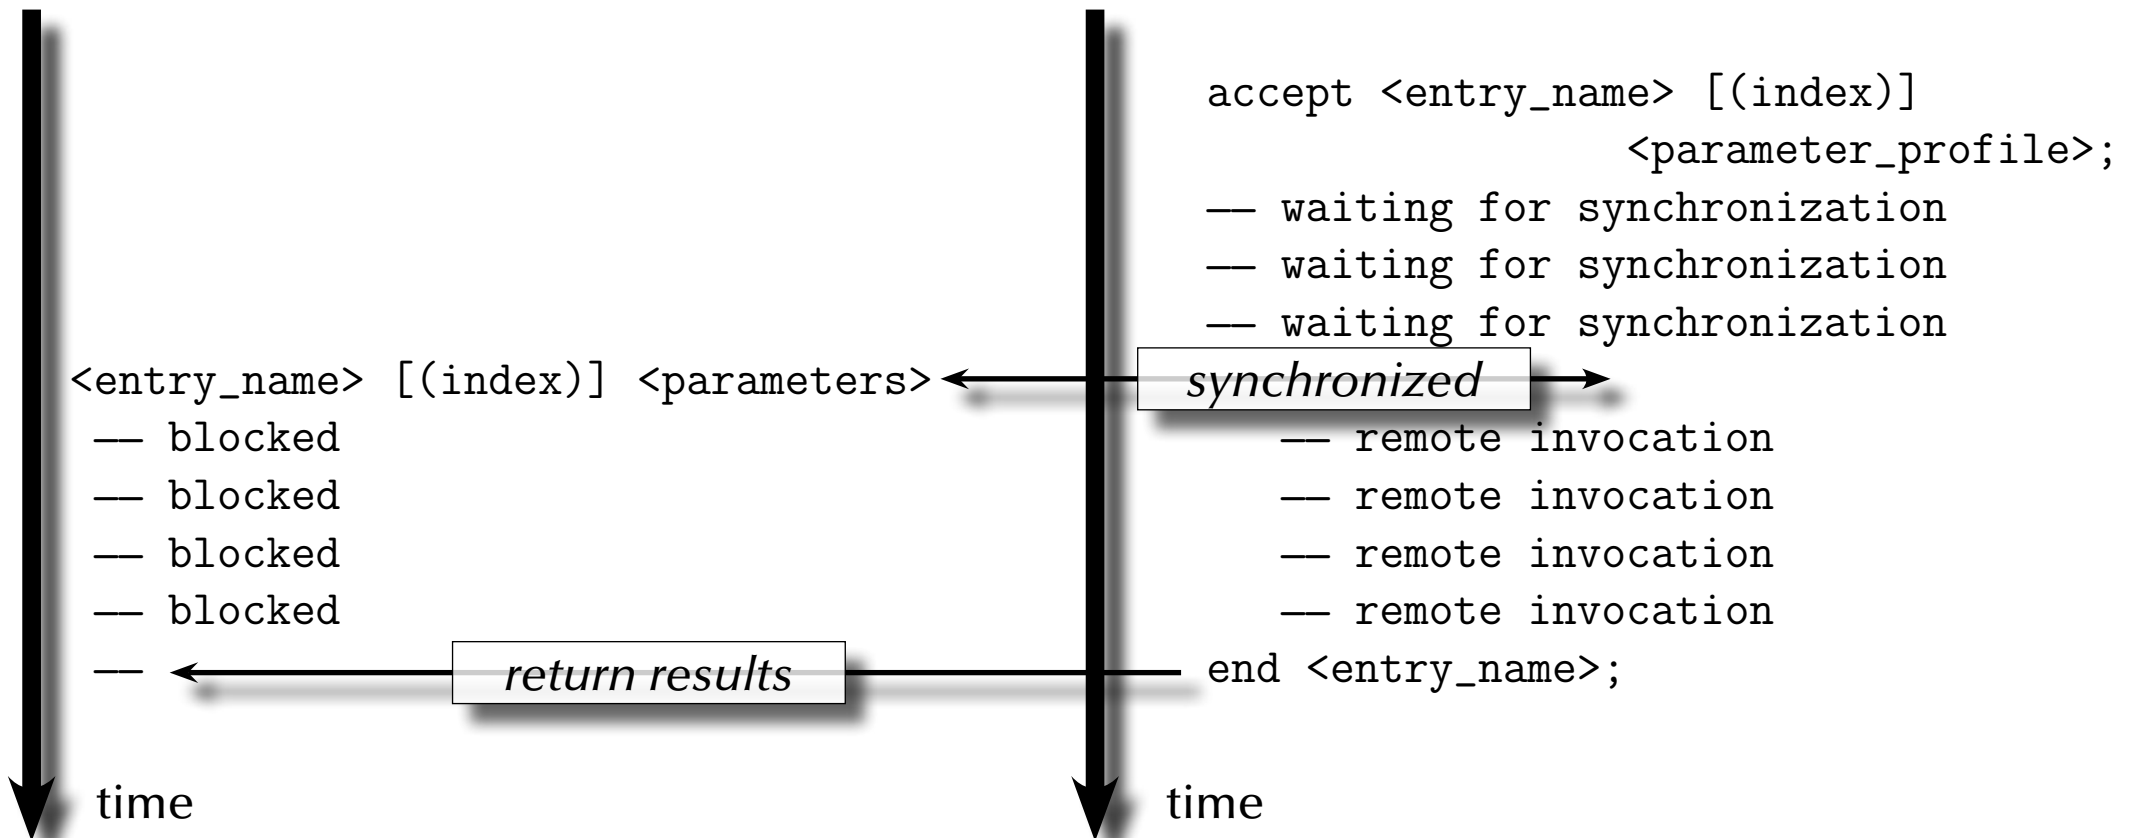 accept <entry_name> [(index)]
<parameter_profile>;
—— waiting for synchronization
—— waiting for synchronization
—— waiting for synchronization
<entry_name> [(index)] <parameters>
synchronized
—— blocked
—— remote invocation
—— blocked
—— remote invocation
—— blocked
—— remote invocation
—— blocked
—— remote invocation
——
return results
end <entry_name>;
time
time